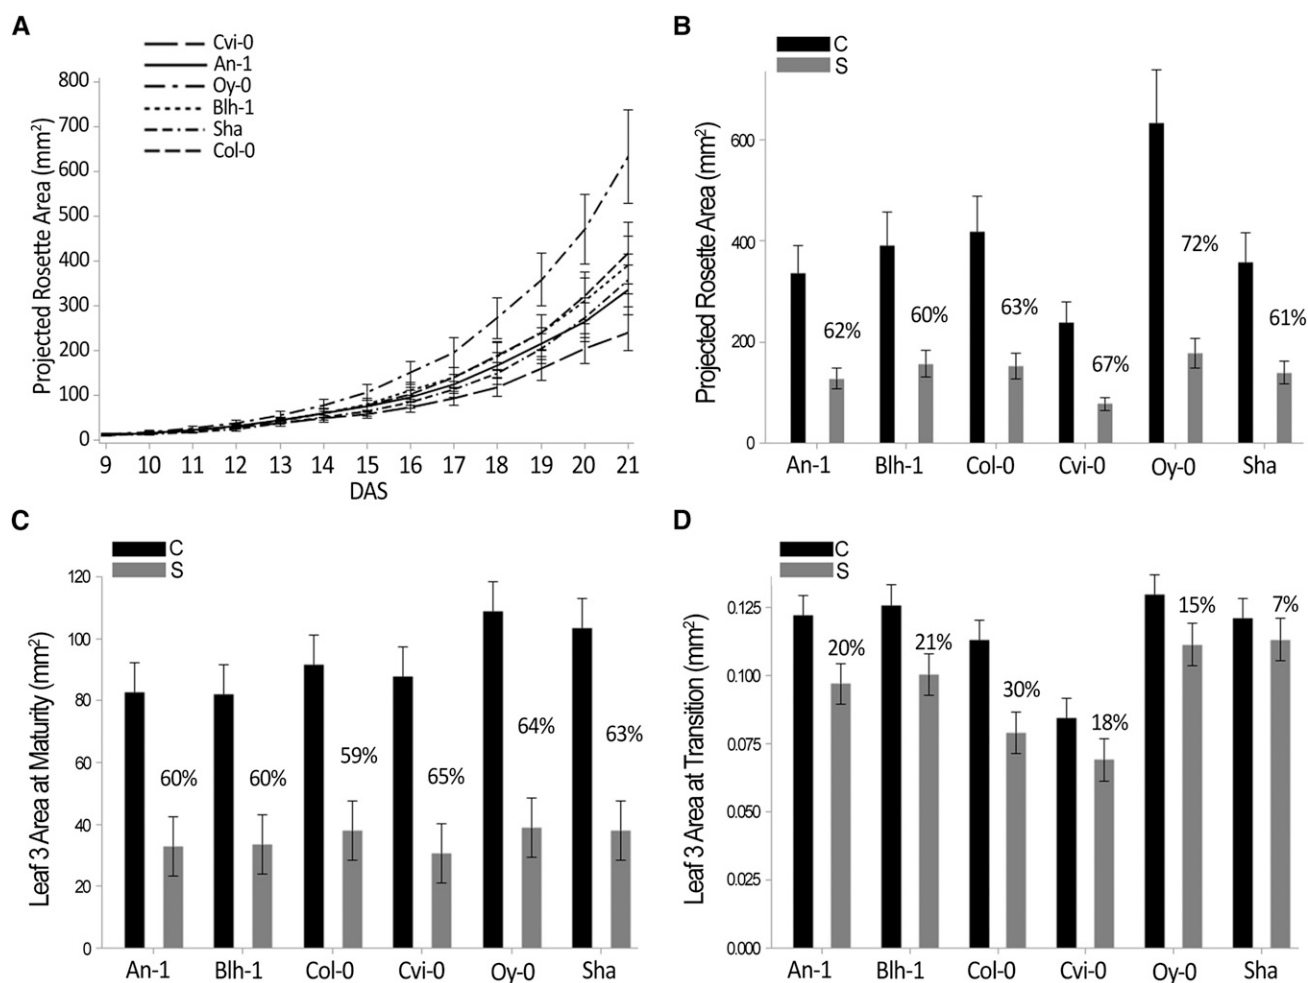 A
Cvi-0
An-1
Oy-0
Blh-1
Sha
Col-0
Projected Rosette Area (mm²)
800
700
600
500
400
300
200
100
0
9 10 11 12 13 14 15 16 17 18 19 20 21
DAS
B
C
S
Projected Rosette Area (mm²)
600
400
200
0
62% 60% 63% 67% 72% 61%
An-1 Blh-1 Col-0 Cvi-0 Oy-0 Sha
C
C
S
Leaf 3 Area at Maturity (mm²)
120
100
80
60
40
20
0
60% 60% 59% 65% 64% 63%
An-1 Blh-1 Col-0 Cvi-0 Oy-0 Sha
D
C
S
Leaf 3 Area at Transition (mm²)
0.125
0.100
0.075
0.050
0.025
0.000
20% 21% 30% 18% 15% 7%
An-1 Blh-1 Col-0 Cvi-0 Oy-0 Sha